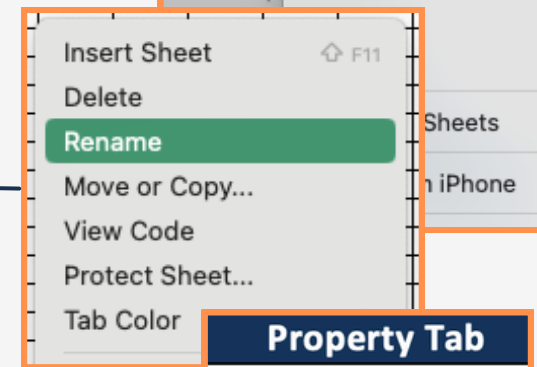 Insert Sheet ⇧ F11
Delete
Rename
Move or Copy...
View Code
Protect Sheet...
Tab Color
Sheets
iPhone
Property Tab